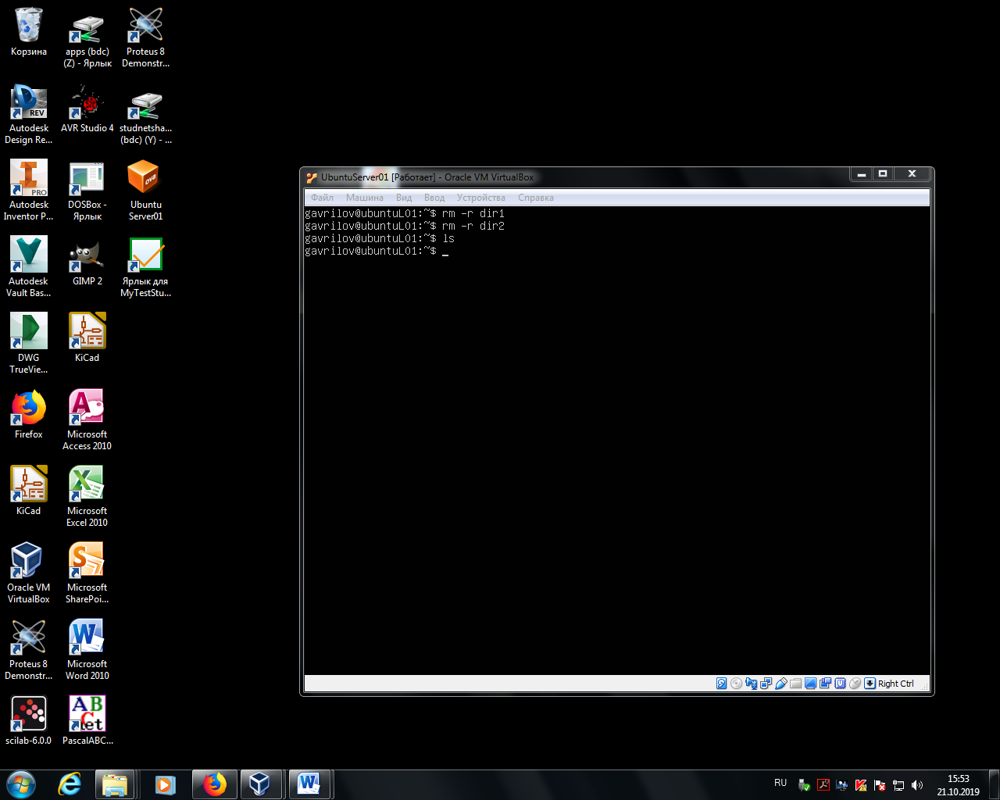 Корзина
apps (bdc)
(Z) - Ярлык
Proteus 8
Demonstr...
REV
Autodesk
Design Re...
AVR Studio 4
studnetsha...
(bdc) (Y) - ...
PRO
Autodesk
Inventor P...
DOSBox -
Ярлык
ova
Ubuntu
Server01
Autodesk
Vault Bas...
GIMP 2
Ярлык для
MyTestStu...
DWG
TrueVie...
KiCad
Firefox
Microsoft
Access 2010
KiCad
Microsoft
Excel 2010
Oracle VM
VirtualBox
Microsoft
SharePoi...
Proteus 8
Demonstr...
Microsoft
Word 2010
scilab-6.0.0
PascalABC...
UbuntuServer01 [Работает] - Oracle VM VirtualBox
Файл Машина Вид Ввод Устройства Справка
gavrilov@ubuntuL01:~$ rm -r dir1
gavrilov@ubuntuL01:~$ rm -r dir2
gavrilov@ubuntuL01:~$ ls
gavrilov@ubuntuL01:~$ _
Right Ctrl
RU
15:53
21.10.2019